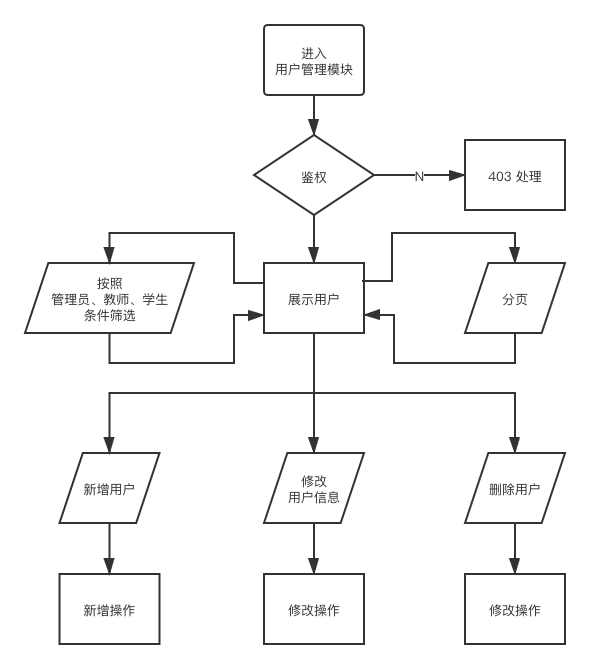 进入
用户管理模块
鉴权
N
403 处理
按照
管理员、教师、学生
条件筛选
展示用户
分页
新增用户
修改
用户信息
删除用户
新增操作
修改操作
修改操作